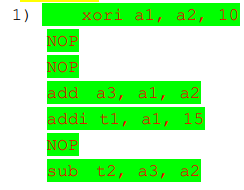 1) xori a1, a2, 10
NOP
NOP
add a3, a1, a2
addi t1, a1, 15
NOP
sub t2, a3, a2